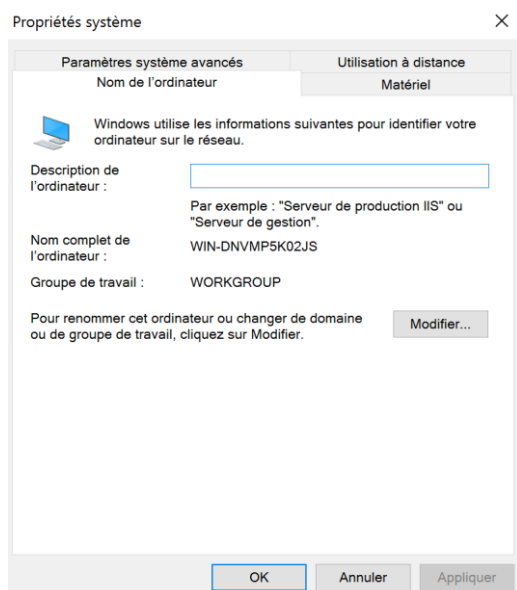 Propriétés système
Paramètres système avancés
Utilisation à distance
Nom de l'ordinateur
Matériel
Windows utilise les informations suivantes pour identifier votre
ordinateur sur le réseau.
Description de
l'ordinateur :
Par exemple : "Serveur de production IIS" ou
"Serveur de gestion".
Nom complet de
l'ordinateur :
WIN-DNVMP5K02JS
Groupe de travail :
WORKGROUP
Pour renommer cet ordinateur ou changer de domaine
ou de groupe de travail, cliquez sur Modifier.
Modifier...
OK
Annuler
Appliquer